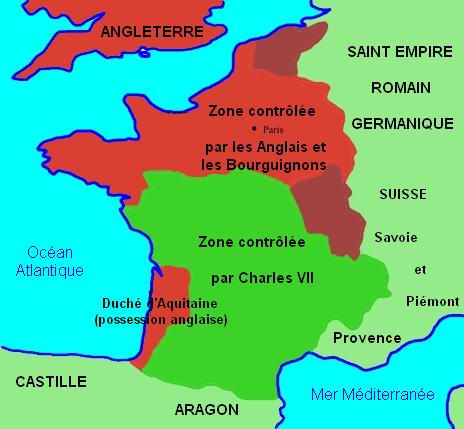 ANGLETERRE
SAINT EMPIRE
ROMAIN
GERMANIQUE
Zone contrôlée
Paris
par les Anglais et
les Bourguignons
SUISSE
Savoie
et
Piémont
Zone contrôlée
par Charles VII
Océan
Atlantique
Duché d'Aquitaine
(possession anglaise)
Provence
CASTILLE
ARAGON
Mer Méditerranée